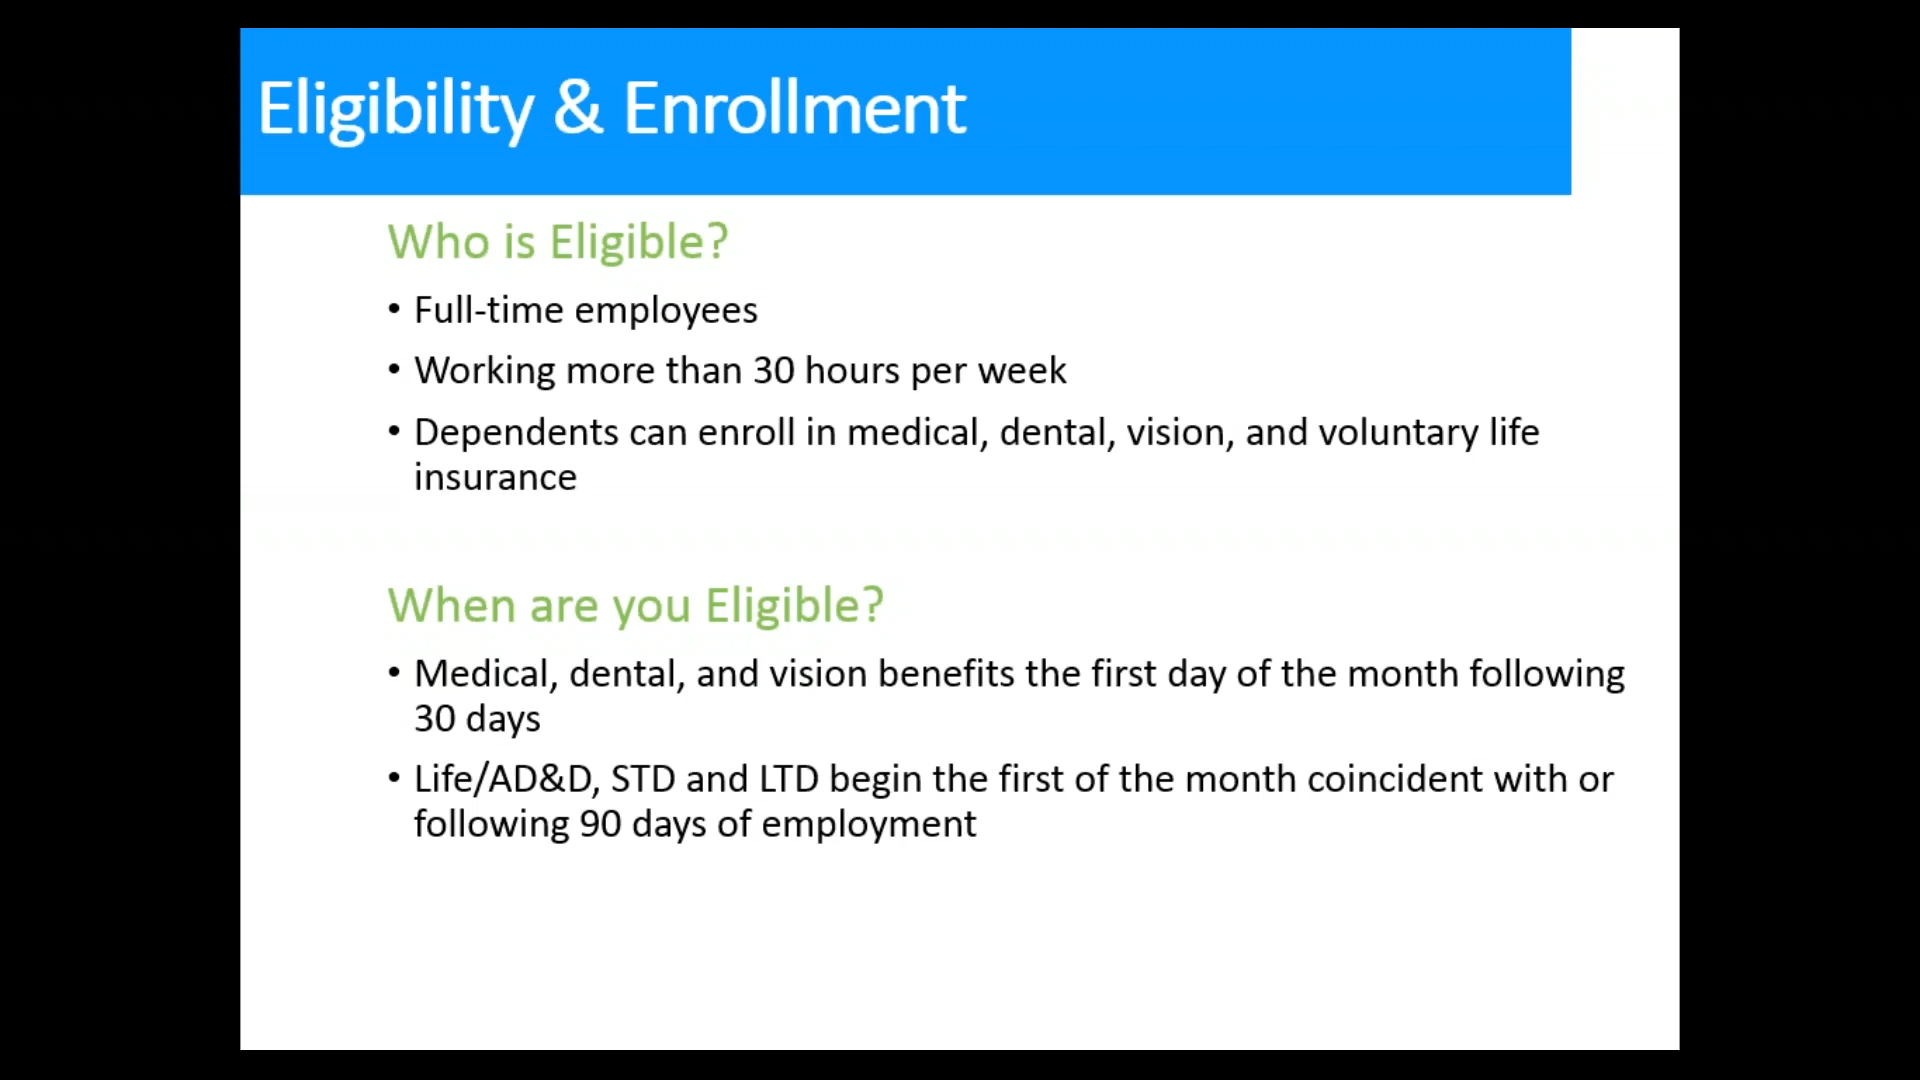 Eligibility & Enrollment
Who is Eligible?
• Full-time employees
• Working more than 30 hours per week
• Dependents can enroll in medical, dental, vision, and voluntary life
insurance
When are you Eligible?
• Medical, dental, and vision benefits the first day of the month following
30 days
• Life/AD&D, STD and LTD begin the first of the month coincident with or
following 90 days of employment